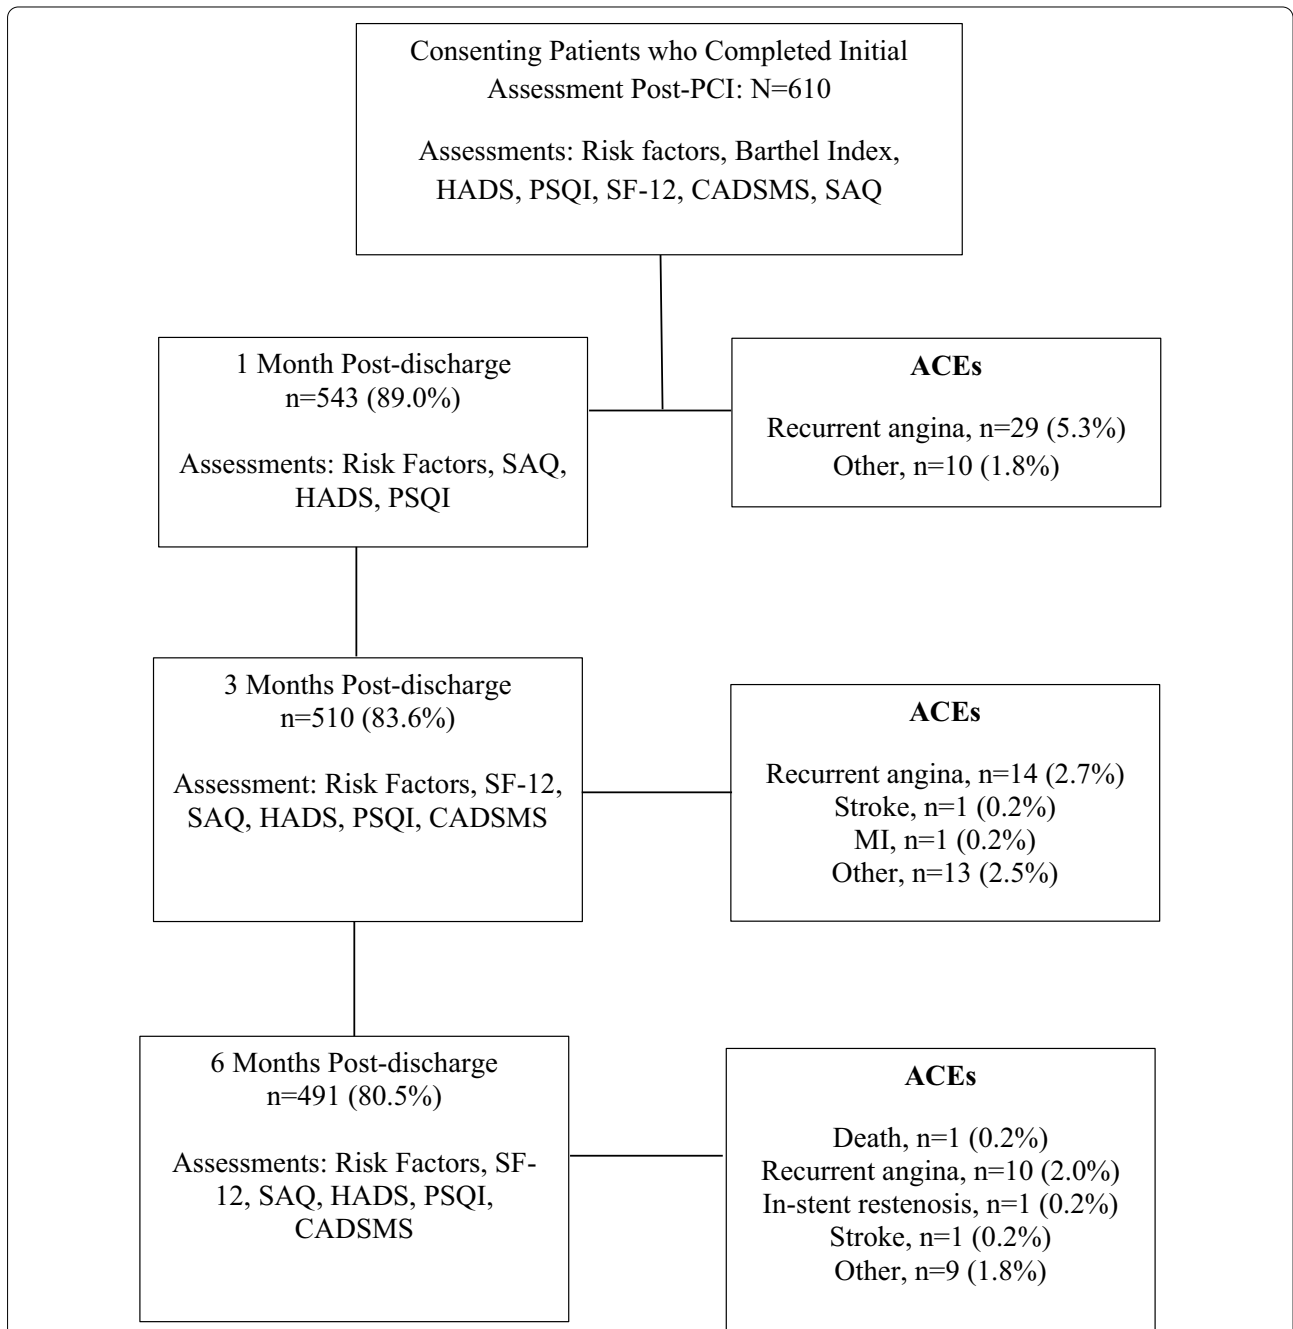 Consenting Patients who Completed Initial
Assessment Post-PCI: N=610
Assessments: Risk factors, Barthel Index,
HADS, PSQI, SF-12, CADSMS, SAQ
1 Month Post-discharge
n=543 (89.0%)
Assessments: Risk Factors, SAQ,
HADS, PSQI
ACEs
Recurrent angina, n=29 (5.3%)
Other, n=10 (1.8%)
3 Months Post-discharge
n=510 (83.6%)
Assessment: Risk Factors, SF-12,
SAQ, HADS, PSQI, CADSMS
ACEs
Recurrent angina, n=14 (2.7%)
Stroke, n=1 (0.2%)
MI, n=1 (0.2%)
Other, n=13 (2.5%)
6 Months Post-discharge
n=491 (80.5%)
Assessments: Risk Factors, SF-
12, SAQ, HADS, PSQI,
CADSMS
ACEs
Death, n=1 (0.2%)
Recurrent angina, n=10 (2.0%)
In-stent restenosis, n=1 (0.2%)
Stroke, n=1 (0.2%)
Other, n=9 (1.8%)